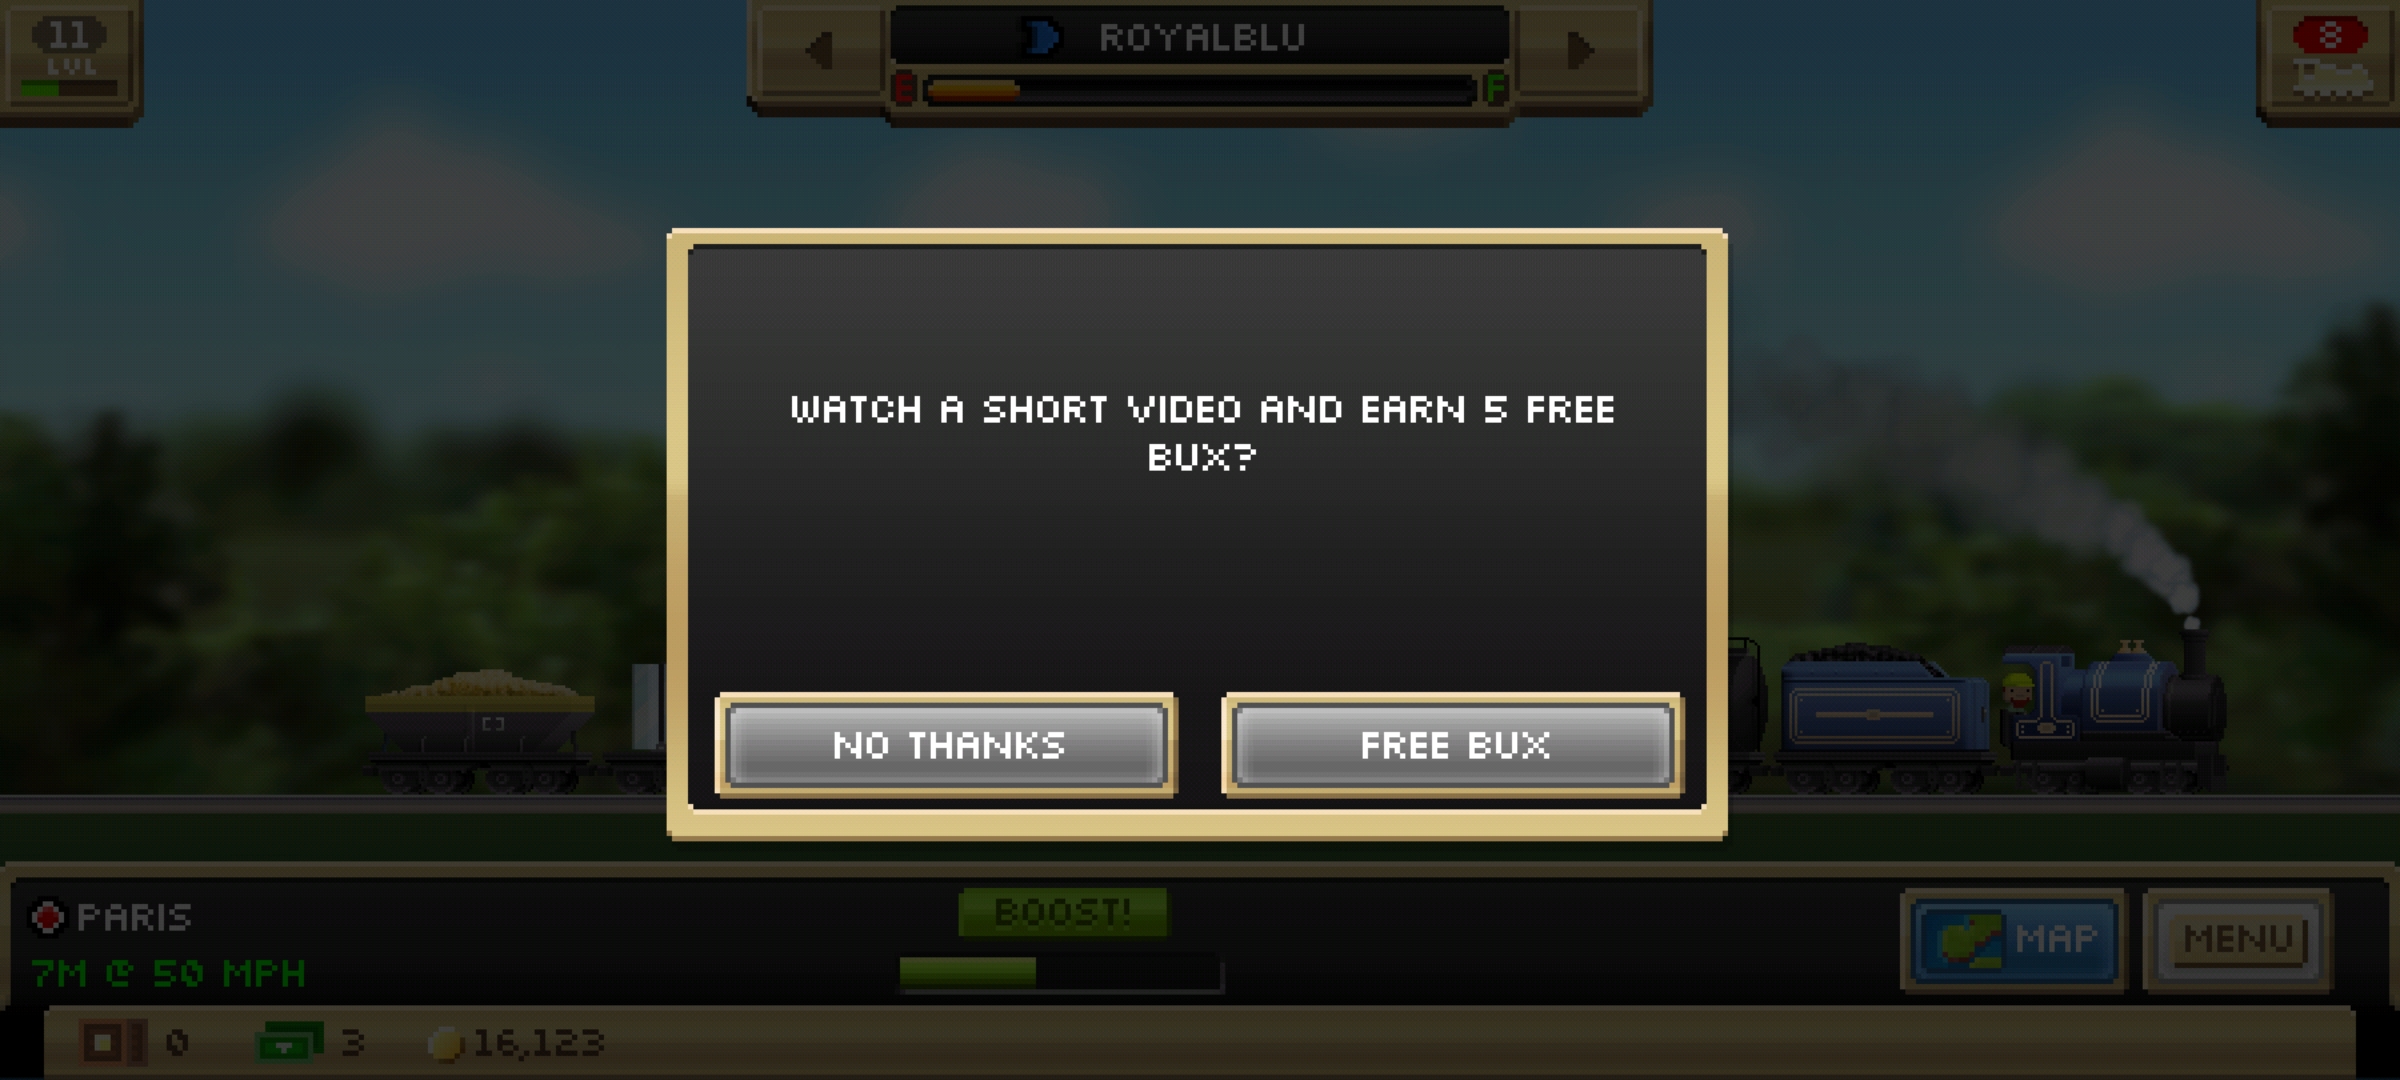 11
LVL
ROYALBLU
E F
8
WATCH A SHORT VIDEO AND EARN 5 FREE
BUX?
NO THANKS
FREE BUX
PARIS
7M @ 50 MPH
BOOST!
MAP
MENU
0
3
16,123